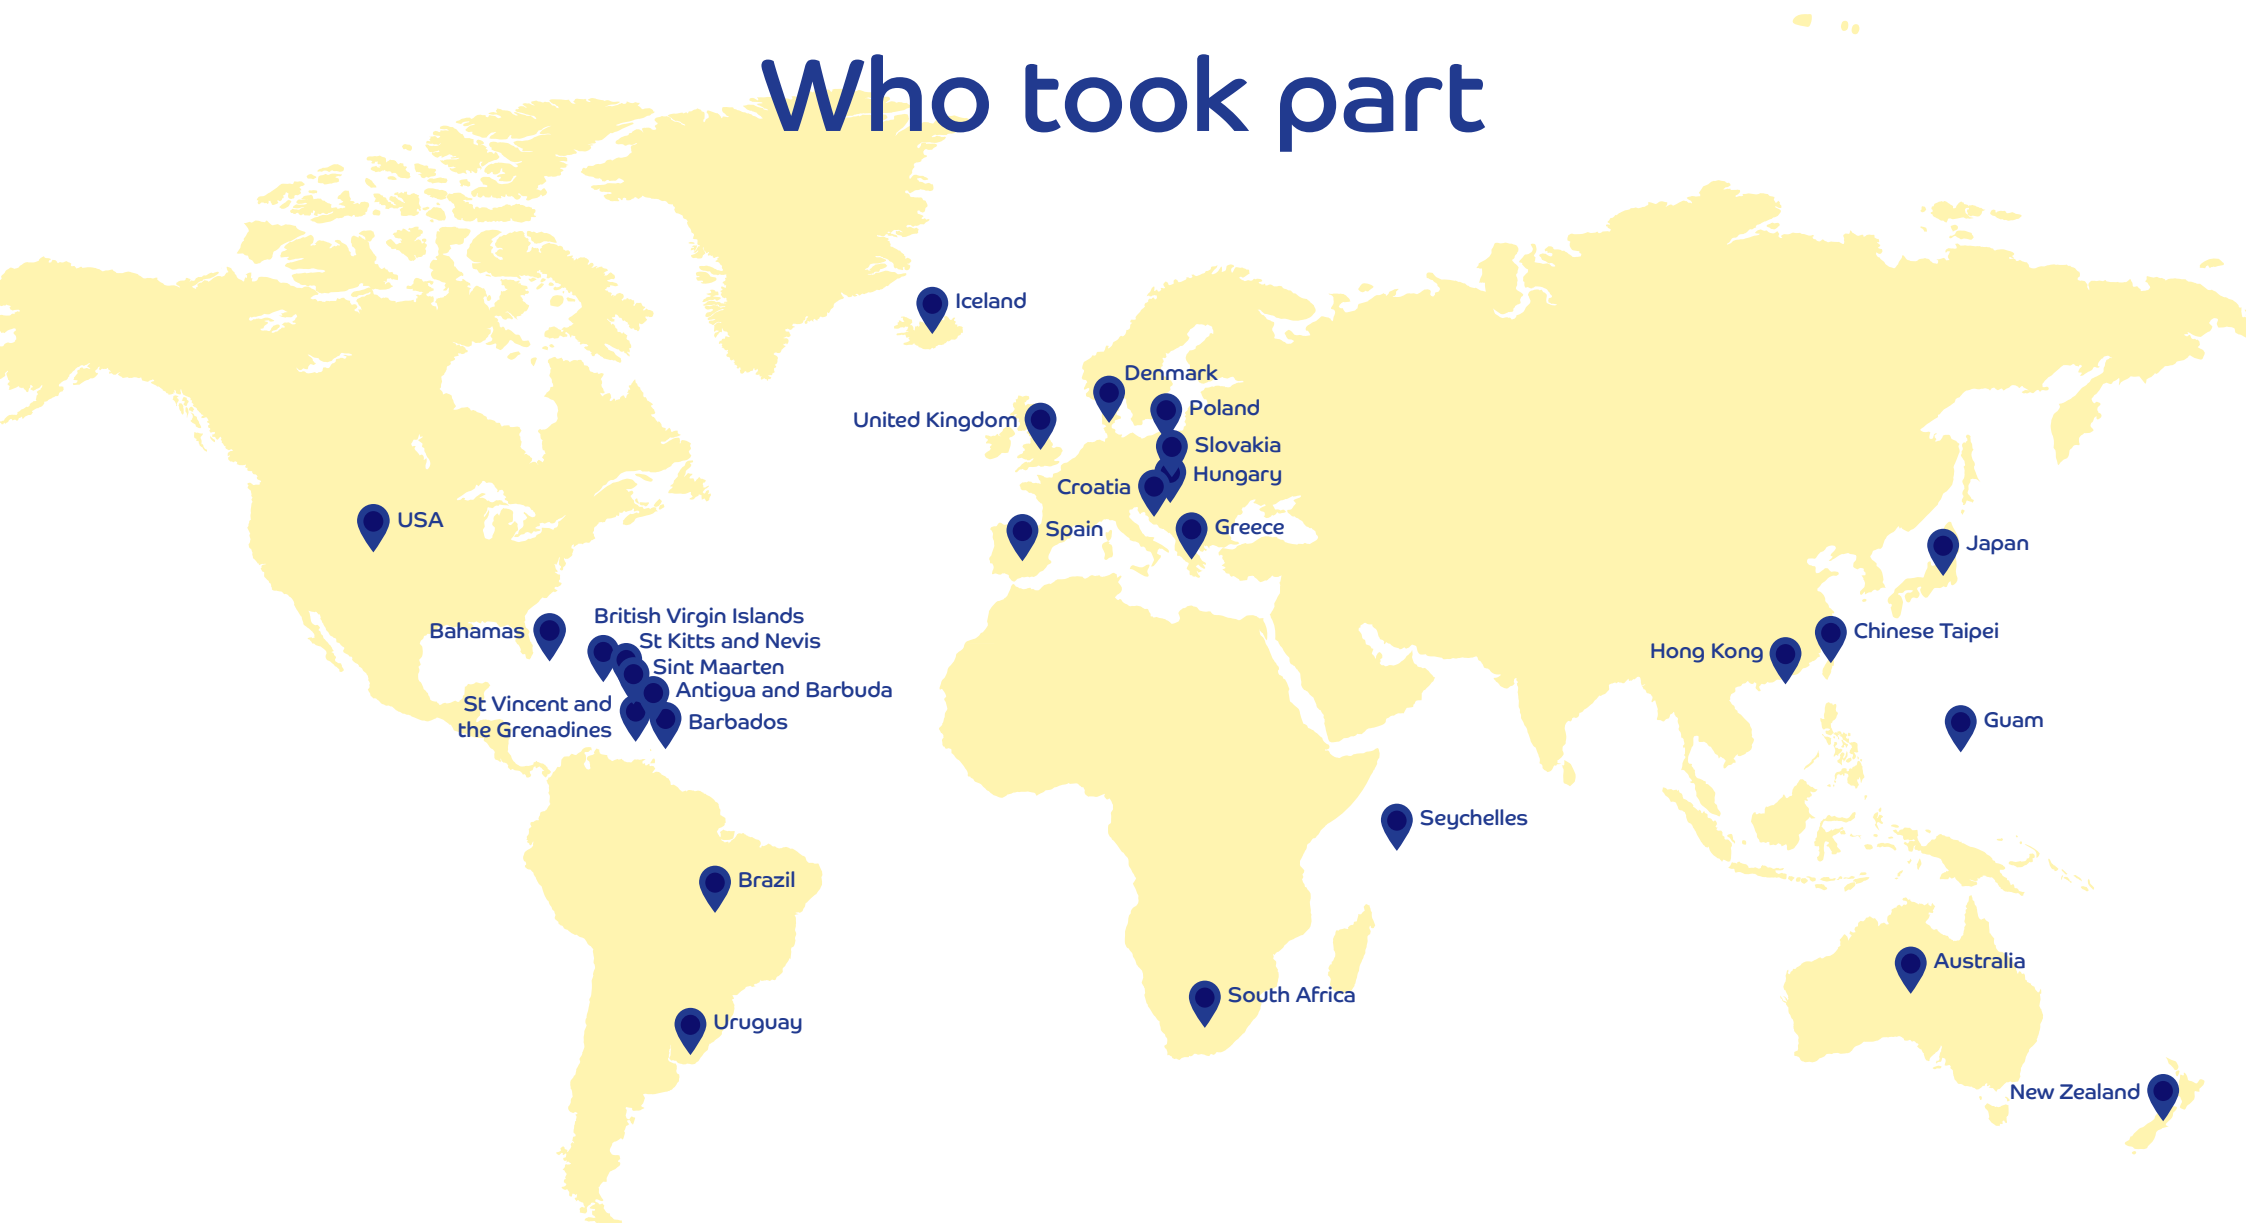 Who took part
Iceland
Denmark
Poland
United Kingdom
Slovakia
Hungary
Croatia
USA
Spain
Greece
Japan
British Virgin Islands
Bahamas
St Kitts and Nevis
Chinese Taipei
Hong Kong
Sint Maarten
Antigua and Barbuda
St Vincent and
the Grenadines
Barbados
Guam
Seychelles
Brazil
Australia
South Africa
Uruguay
New Zealand